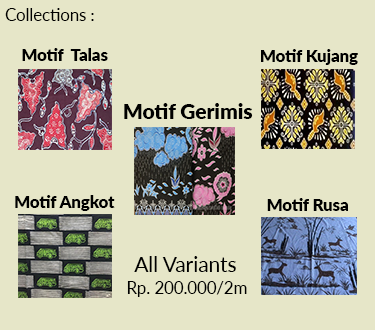 Collections :
Motif Talas
Motif Kujang
Motif Gerimis
Motif Angkot
Motif Rusa
All Variants
Rp. 200.000/2m